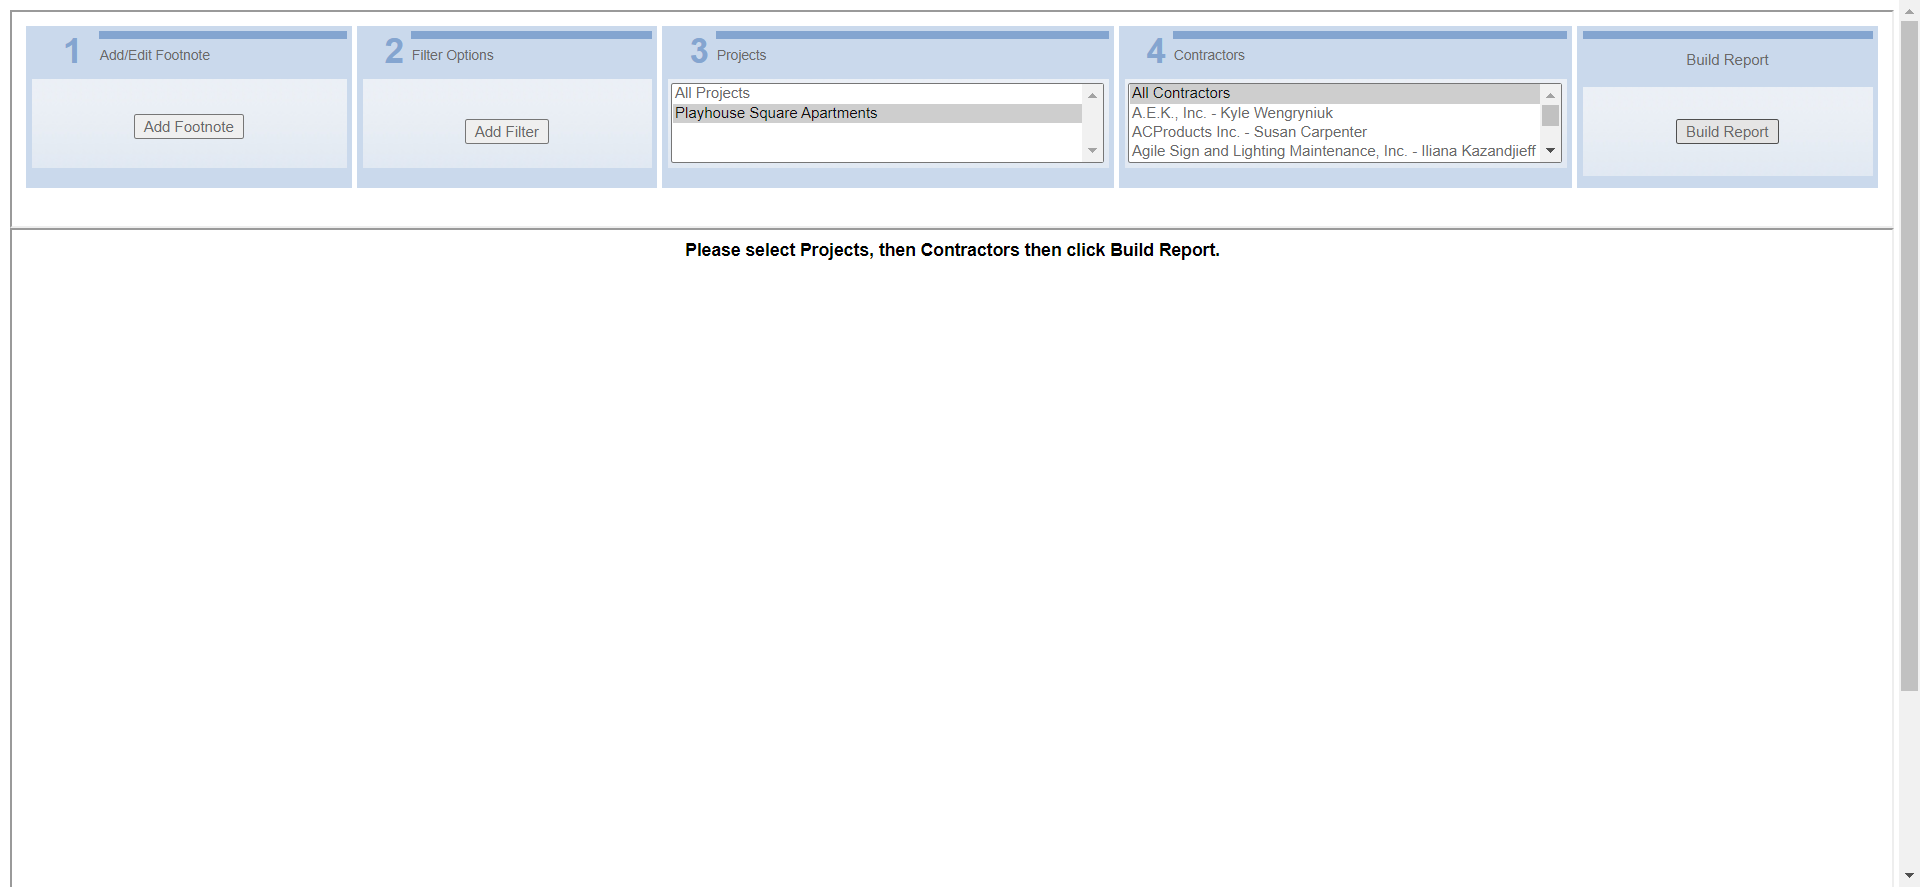 1 Add/Edit Footnote
Add Footnote
2 Filter Options
Add Filter
3 Projects
All Projects
Playhouse Square Apartments
4 Contractors
All Contractors
A.E.K., Inc. - Kyle Wengryniuk
ACProducts Inc. - Susan Carpenter
Agile Sign and Lighting Maintenance, Inc. - Iliana Kazandjieff
Build Report
Build Report
Please select Projects, then Contractors then click Build Report.